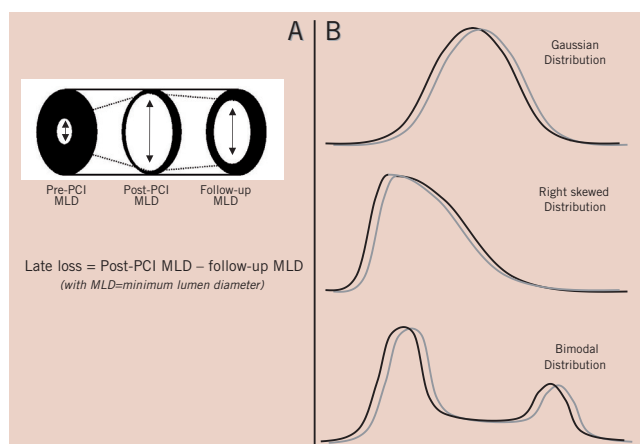 A
B
Pre-PCI
MLD
Post-PCI
MLD
Follow-up
MLD
Late loss = Post-PCI MLD – follow-up MLD
(with MLD=minimum lumen diameter)
Gaussian
Distribution
Right skewed
Distribution
Bimodal
Distribution